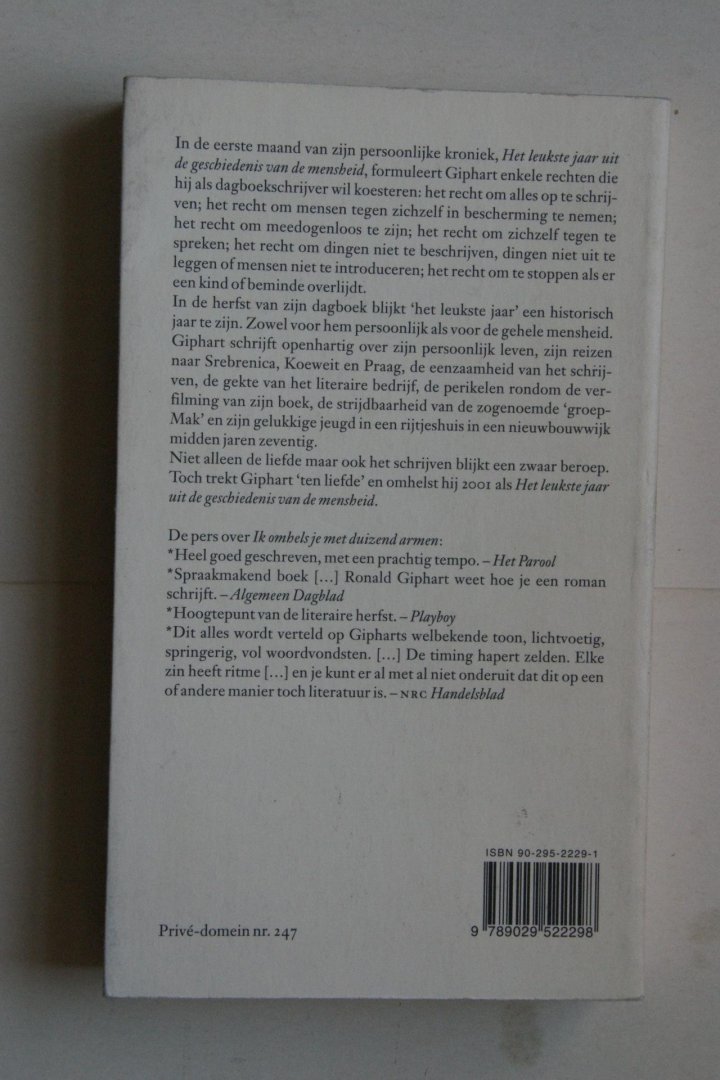 In de eerste maand van zijn persoonlijke kroniek, Het leukste jaar uit
de geschiedenis van de mensheid, formuleert Giphart enkele rechten die
hij als dagboekschrijver wil koesteren: het recht om alles op te schrij-
ven; het recht om mensen tegen zichzelf in bescherming te nemen;
het recht om meedogenloos te zijn; het recht om zichzelf tegen te
spreken; het recht om dingen niet te beschrijven, dingen niet uit te
leggen of mensen niet te introduceren; het recht om te stoppen als er
een kind of beminde overlijdt.
In de herfst van zijn dagboek blijkt ‘het leukste jaar’ een historisch
jaar te zijn. Zowel voor hem persoonlijk als voor de gehele mensheid.
Giphart schrijft openhartig over zijn persoonlijk leven, zijn reizen
naar Srebrenica, Koeweit en Praag, de eenzaamheid van het schrij-
ven, de gekte van het literaire bedrijf, de perikelen rondom de ver-
filming van zijn boek, de strijdbaarheid van de zogenoemde ‘groep-
Mak’ en zijn gelukkige jeugd in een rijtjeshuis in een nieuwbouwwijk
midden jaren zeventig.
Niet alleen de liefde maar ook het schrijven blijkt een zwaar beroep.
Toch trekt Giphart ‘ten liefde’ en omhelst hij 2001 als Het leukste jaar
uit de geschiedenis van de mensheid.
De pers over Ik omhels je met duizend armen:
*Heel goed geschreven, met een prachtig tempo. – Het Parool
*Spraakmakend boek [...] Ronald Giphart weet hoe je een roman
schrijft. – Algemeen Dagblad
*Hoogtepunt van de literaire herfst. – Playboy
*Dit alles wordt verteld op Gipharts welbekende toon, lichtvoetig,
springerig, vol woordvondsten. [...] De timing hapert zelden. Elke
zin heeft ritme [...] en je kunt er al met al niet onderuit dat dit op een
of andere manier toch literatuur is. – NRC Handelsblad
ISBN 90-295-2229-1
9 789029 522298
Privé-domein nr. 247